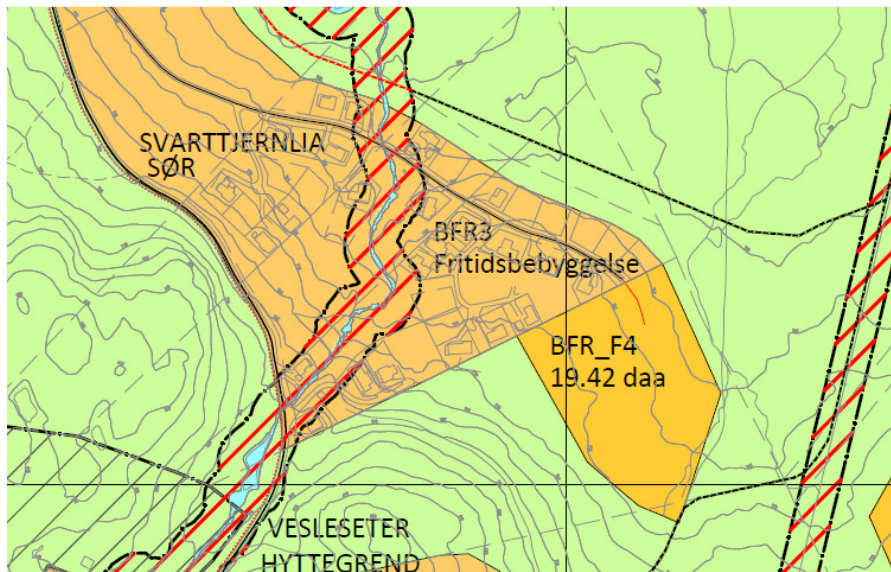 SVARTTJERNLIA
SØR
BFR3
Fritidsbebyggelse
BFR_F4
19.42 daa
VESLESETER
HYTTEGREND